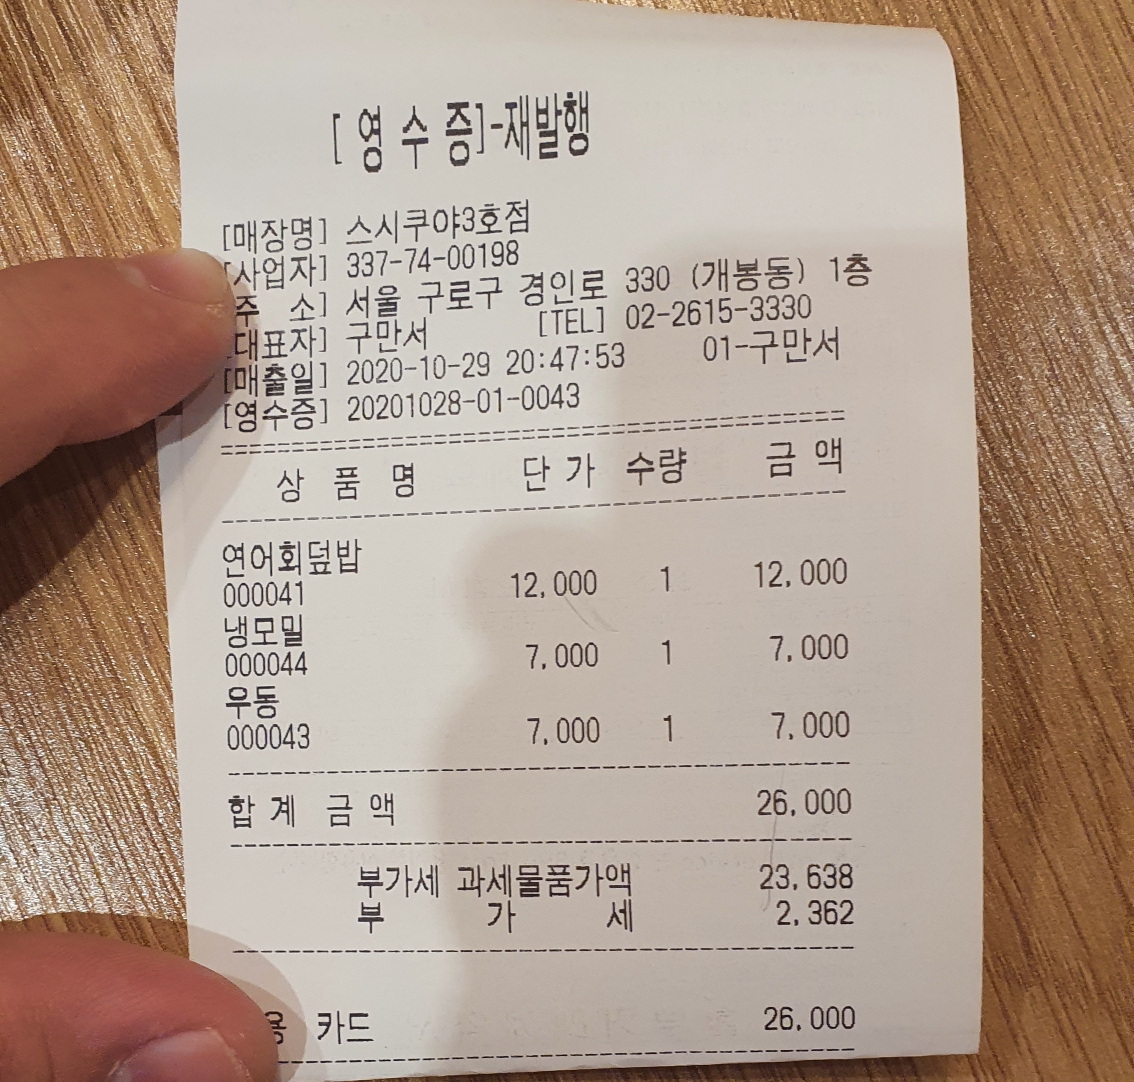 [ 영 수 증]-재발행
[매장명] 스시쿠야3호점
[사업자] 337-74-00198
주 소] 서울 구로구 경인로 330 (개봉동) 1층
[대표자] 구만서 [TEL] 02-2615-3330
[매출일] 2020-10-29 20:47:53 01-구만서
[영수증] 20201028-01-0043
상 품 명 단 가 수량 금 액
연어회덮밥
000041 12,000 1 12,000
냉모밀
000044 7,000 1 7,000
우동
000043 7,000 1 7,000
합 계 금 액 26,000
부가세 과세물품가액 23,638
부 가 세 2,362
용 카드 26,000